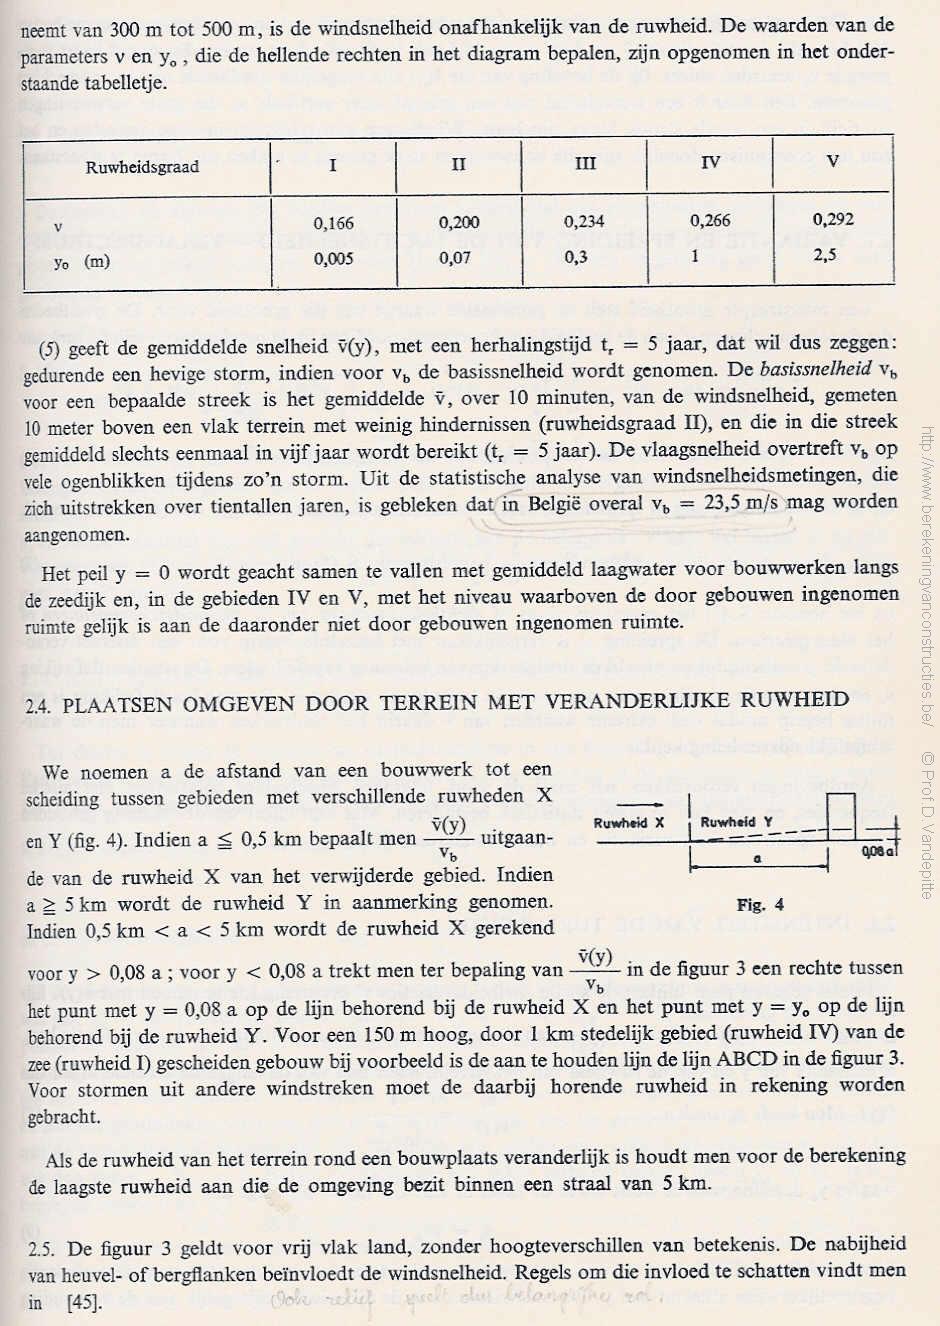 neemt van 300 m tot 500 m, is de windsnelheid onafhankelijk van de ruwheid. De waarden van de
parameters ν en y₀, die de hellende rechten in het diagram bepalen, zijn opgenomen in het onder-
staande tabelletje.
Ruwheidsgraad I II III IV V
ν 0,166 0,200 0,234 0,266 0,292
y₀ (m) 0,005 0,07 0,3 1 2,5
(5) geeft de gemiddelde snelheid v̄(y), met een herhalingstijd tᵣ = 5 jaar, dat wil dus zeggen:
gedurende een hevige storm, indien voor v_b de basissnelheid wordt genomen. De basissnelheid v_b
voor een bepaalde streek is het gemiddelde v̄, over 10 minuten, van de windsnelheid, gemeten
10 meter boven een vlak terrein met weinig hindernissen (ruwheidsgraad II), en die in die streek
gemiddeld slechts eenmaal in vijf jaar wordt bereikt (tᵣ = 5 jaar). De vlaagsnelheid overtreft v_b op
vele ogenblikken tijdens zo'n storm. Uit de statistische analyse van windsnelheidsmetingen, die
zich uitstrekken over tientallen jaren, is gebleken dat in België overal v_b = 23,5 m/s mag worden
aangenomen.
Het peil y = 0 wordt geacht samen te vallen met gemiddeld laagwater voor bouwwerken langs
de zeedijk en, in de gebieden IV en V, met het niveau waarboven de door gebouwen ingenomen
ruimte gelijk is aan de daaronder niet door gebouwen ingenomen ruimte.
2.4. PLAATSEN OMGEVEN DOOR TERREIN MET VERANDERLIJKE RUWHEID
We noemen a de afstand van een bouwwerk tot een
scheiding tussen gebieden met verschillende ruwheden X
en Y (fig. 4). Indien a ≦ 0,5 km bepaalt men v̄(y)/v_b uitgaan-
de van de ruwheid X van het verwijderde gebied. Indien
a ≧ 5 km wordt de ruwheid Y in aanmerking genomen.
Indien 0,5 km < a < 5 km wordt de ruwheid X gerekend
Ruwheid X Ruwheid Y
0,08 a
a
Fig. 4
voor y > 0,08 a ; voor y < 0,08 a trekt men ter bepaling van v̄(y)/v_b in de figuur 3 een rechte tussen
het punt met y = 0,08 a op de lijn behorend bij de ruwheid X en het punt met y = y₀ op de lijn
behorend bij de ruwheid Y. Voor een 150 m hoog, door 1 km stedelijk gebied (ruwheid IV) van de
zee (ruwheid I) gescheiden gebouw bij voorbeeld is de aan te houden lijn de lijn ABCD in de figuur 3.
Voor stormen uit andere windstreken moet de daarbij horende ruwheid in rekening worden
gebracht.
Als de ruwheid van het terrein rond een bouwplaats veranderlijk is houdt men voor de berekening
de laagste ruwheid aan die de omgeving bezit binnen een straal van 5 km.
2.5. De figuur 3 geldt voor vrij vlak land, zonder hoogteverschillen van betekenis. De nabijheid
van heuvel- of bergflanken beïnvloedt de windsnelheid. Regels om die invloed te schatten vindt men
in [45].
Ook relief speelt dus belangrijke rol.
http://www.berekeningvanconstructies.be/ © Prof D Vandepitte